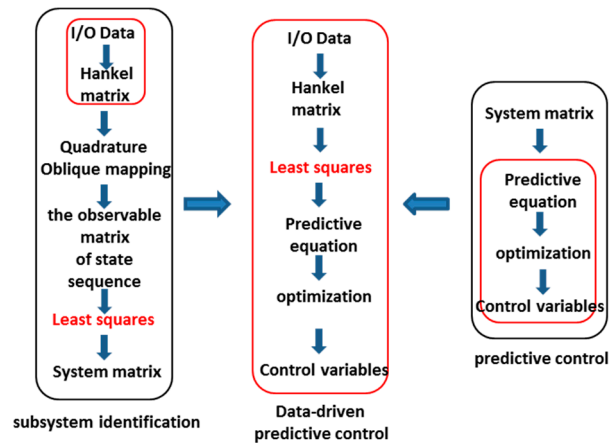 I/O Data
Hankel
matrix
Quadrature
Oblique mapping
the observable
matrix
of state
sequence
Least squares
System matrix
subsystem identification
I/O Data
Hankel
matrix
Least squares
Predictive
equation
optimization
Control variables
Data-driven
predictive control
System matrix
Predictive
equation
optimization
Control variables
predictive control